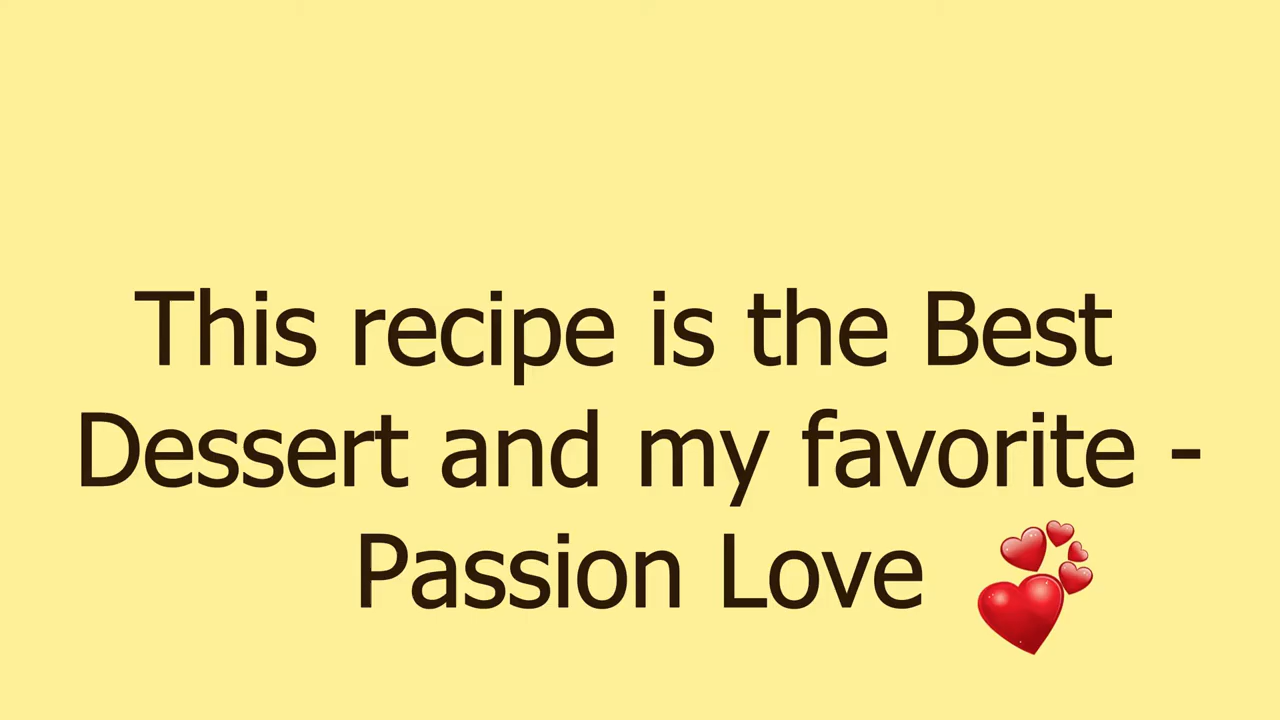 This recipe is the Best
Dessert and my favorite -
Passion Love